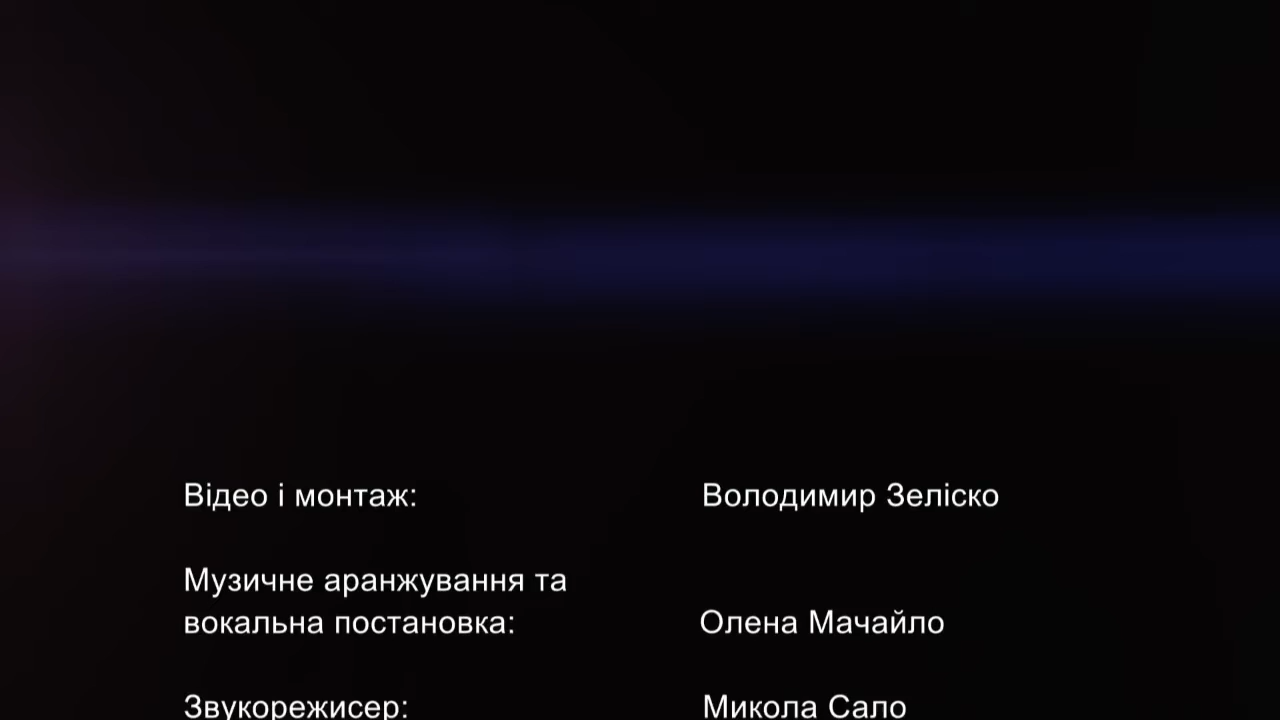 Відео і монтаж: Володимир Зеліско
Музичне аранжування та
вокальна постановка: Олена Мачайло
Звукорежисер: Микола Сало